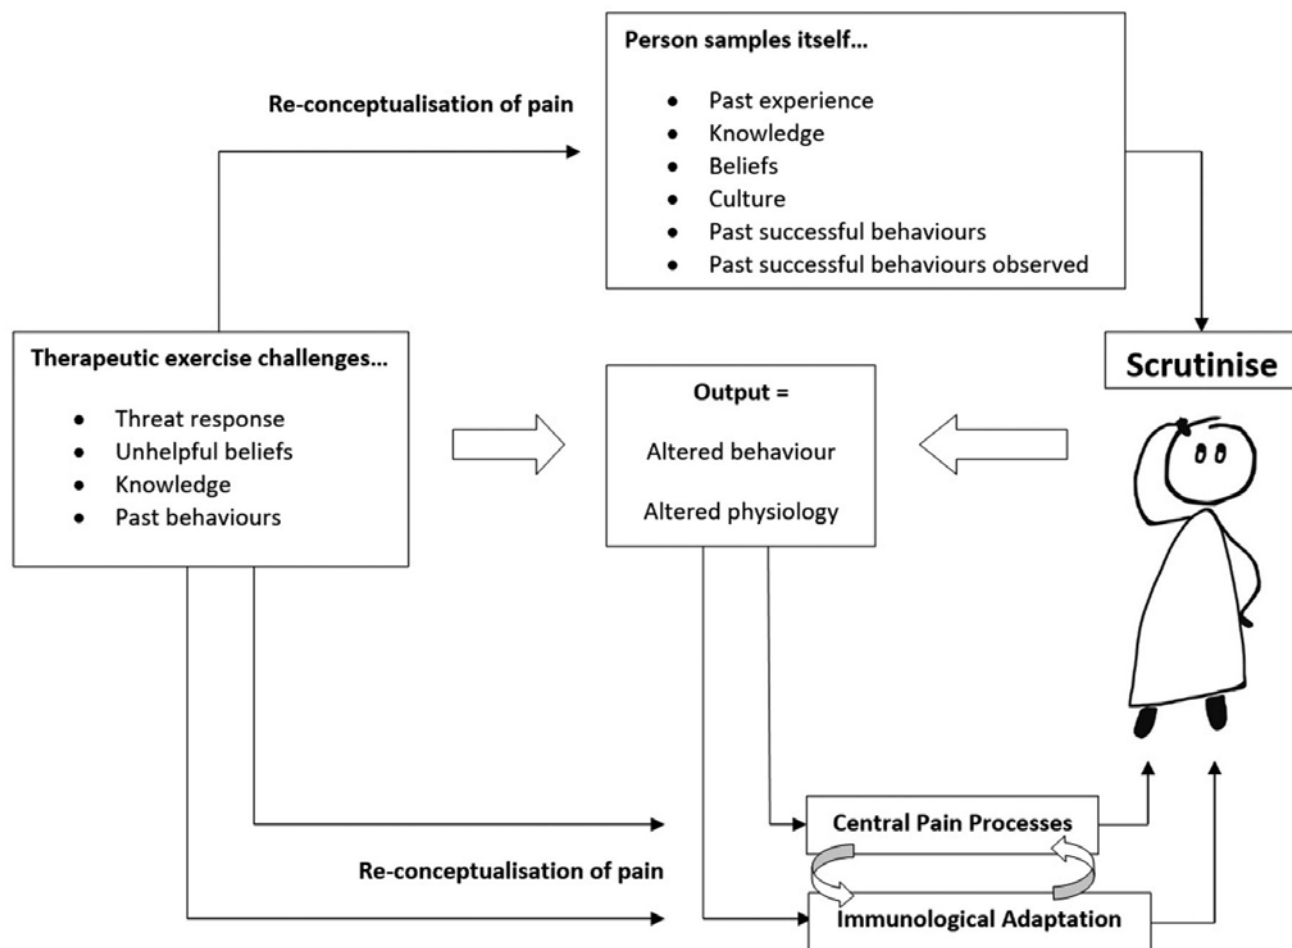 Person samples itself…
• Past experience
• Knowledge
• Beliefs
• Culture
• Past successful behaviours
• Past successful behaviours observed
Re-conceptualisation of pain
Therapeutic exercise challenges…
• Threat response
• Unhelpful beliefs
• Knowledge
• Past behaviours
Output =
Altered behaviour
Altered physiology
Scrutinise
Central Pain Processes
Re-conceptualisation of pain
Immunological Adaptation